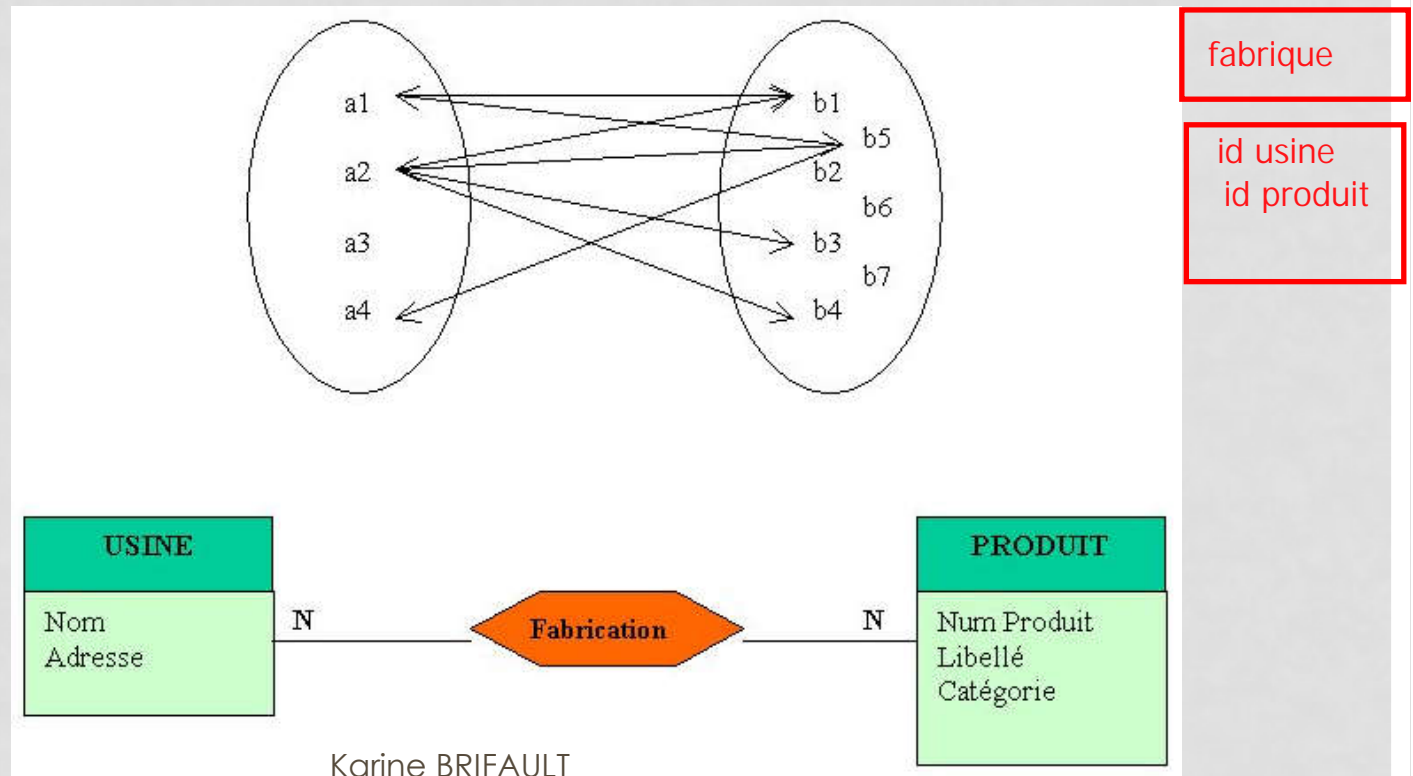 fabrique
a1
b1
b5
a2
b2
id usine
id produit
b6
a3
b3
b7
a4
b4
USINE
Nom
Adresse
N
Fabrication
N
PRODUIT
Num Produit
Libellé
Catégorie
Karine BRIFAULT